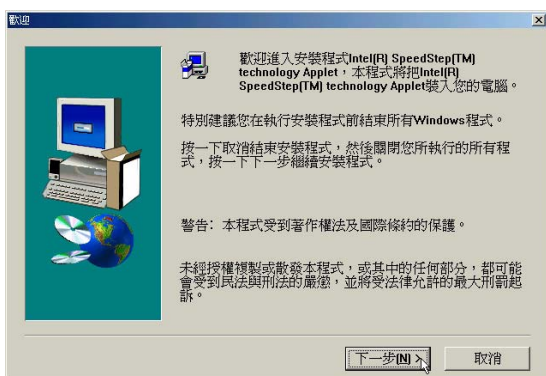 歡迎
歡迎進入安裝程式Intel(R) SpeedStep(TM)
technology Applet，本程式將把Intel(R)
SpeedStep(TM) technology Applet裝入您的電腦。
特別建議您在執行安裝程式前結束所有Windows程式。
按一下取消結束安裝程式，然後關閉您所執行的所有程
式，按一下下一步繼續安裝程式。
警告: 本程式受到著作權法及國際條約的保護。
未經授權複製或散發本程式，或其中的任何部分，都可能
會受到民法與刑法的嚴懲，並將受法律允許的最大刑罰起
訴。
下一步(N) >
取消